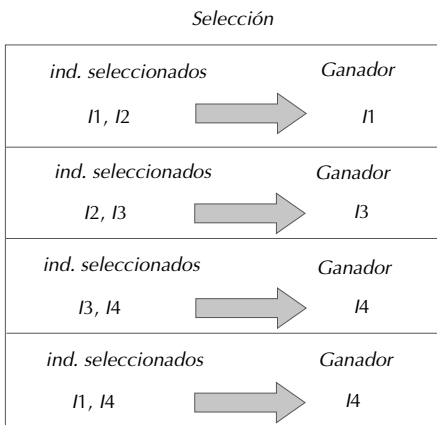 Selección
ind. seleccionados Ganador
I1, I2 I1
ind. seleccionados Ganador
I2, I3 I3
ind. seleccionados Ganador
I3, I4 I4
ind. seleccionados Ganador
I1, I4 I4